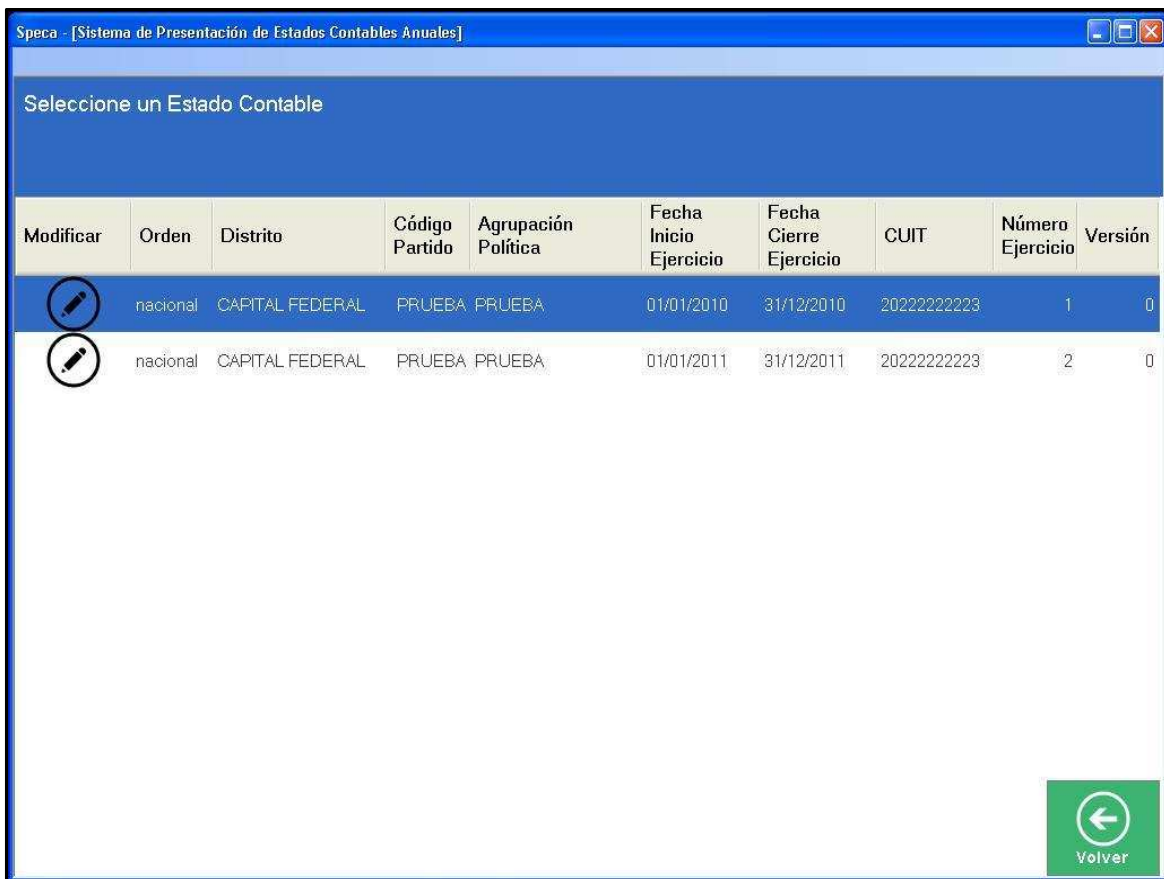 Speca - [Sistema de Presentación de Estados Contables Anuales]
Seleccione un Estado Contable
Modificar Orden Distrito Código Partido Agrupación Política Fecha Inicio Ejercicio Fecha Cierre Ejercicio CUIT Número Ejercicio Versión
nacional CAPITAL FEDERAL PRUEBA PRUEBA 01/01/2010 31/12/2010 20222222223 1 0
nacional CAPITAL FEDERAL PRUEBA PRUEBA 01/01/2011 31/12/2011 20222222223 2 0
Volver